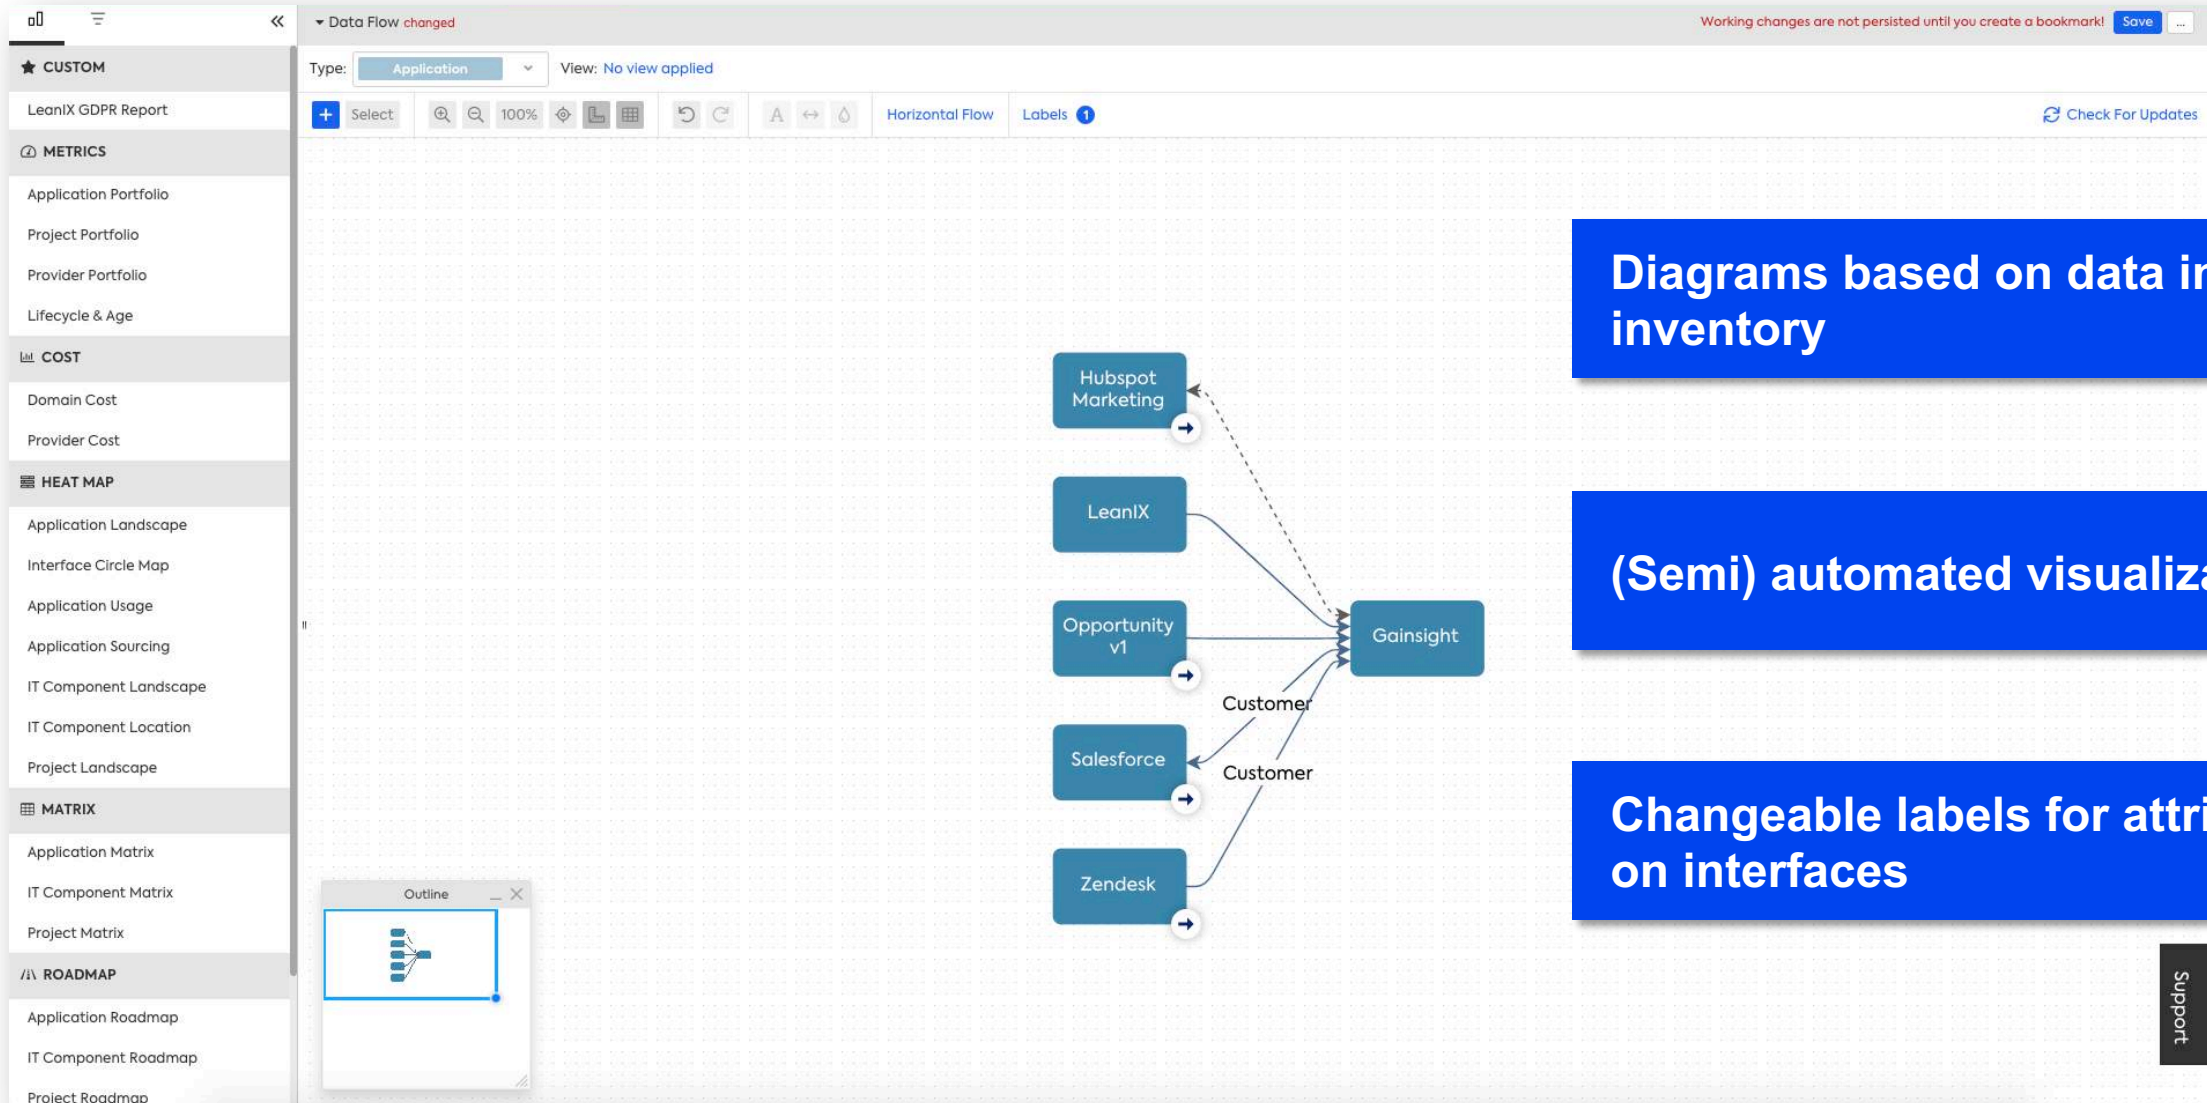 Data Flow changed
Working changes are not persisted until you create a bookmark! Save ...
CUSTOM
LeanIX GDPR Report
METRICS
Application Portfolio
Project Portfolio
Provider Portfolio
Lifecycle & Age
COST
Domain Cost
Provider Cost
HEAT MAP
Application Landscape
Interface Circle Map
Application Usage
Application Sourcing
IT Component Landscape
IT Component Location
Project Landscape
MATRIX
Application Matrix
IT Component Matrix
Project Matrix
ROADMAP
Application Roadmap
IT Component Roadmap
Project Roadmap
Type: Application View: No view applied
+ Select 100% A Horizontal Flow Labels 1 Check For Updates
Hubspot
Marketing
LeanIX
Opportunity
v1
Gainsight
Customer
Salesforce
Customer
Zendesk
Outline
Diagrams based on data
inventory
(Semi) automated
Changeable labels for
on interfaces
Support